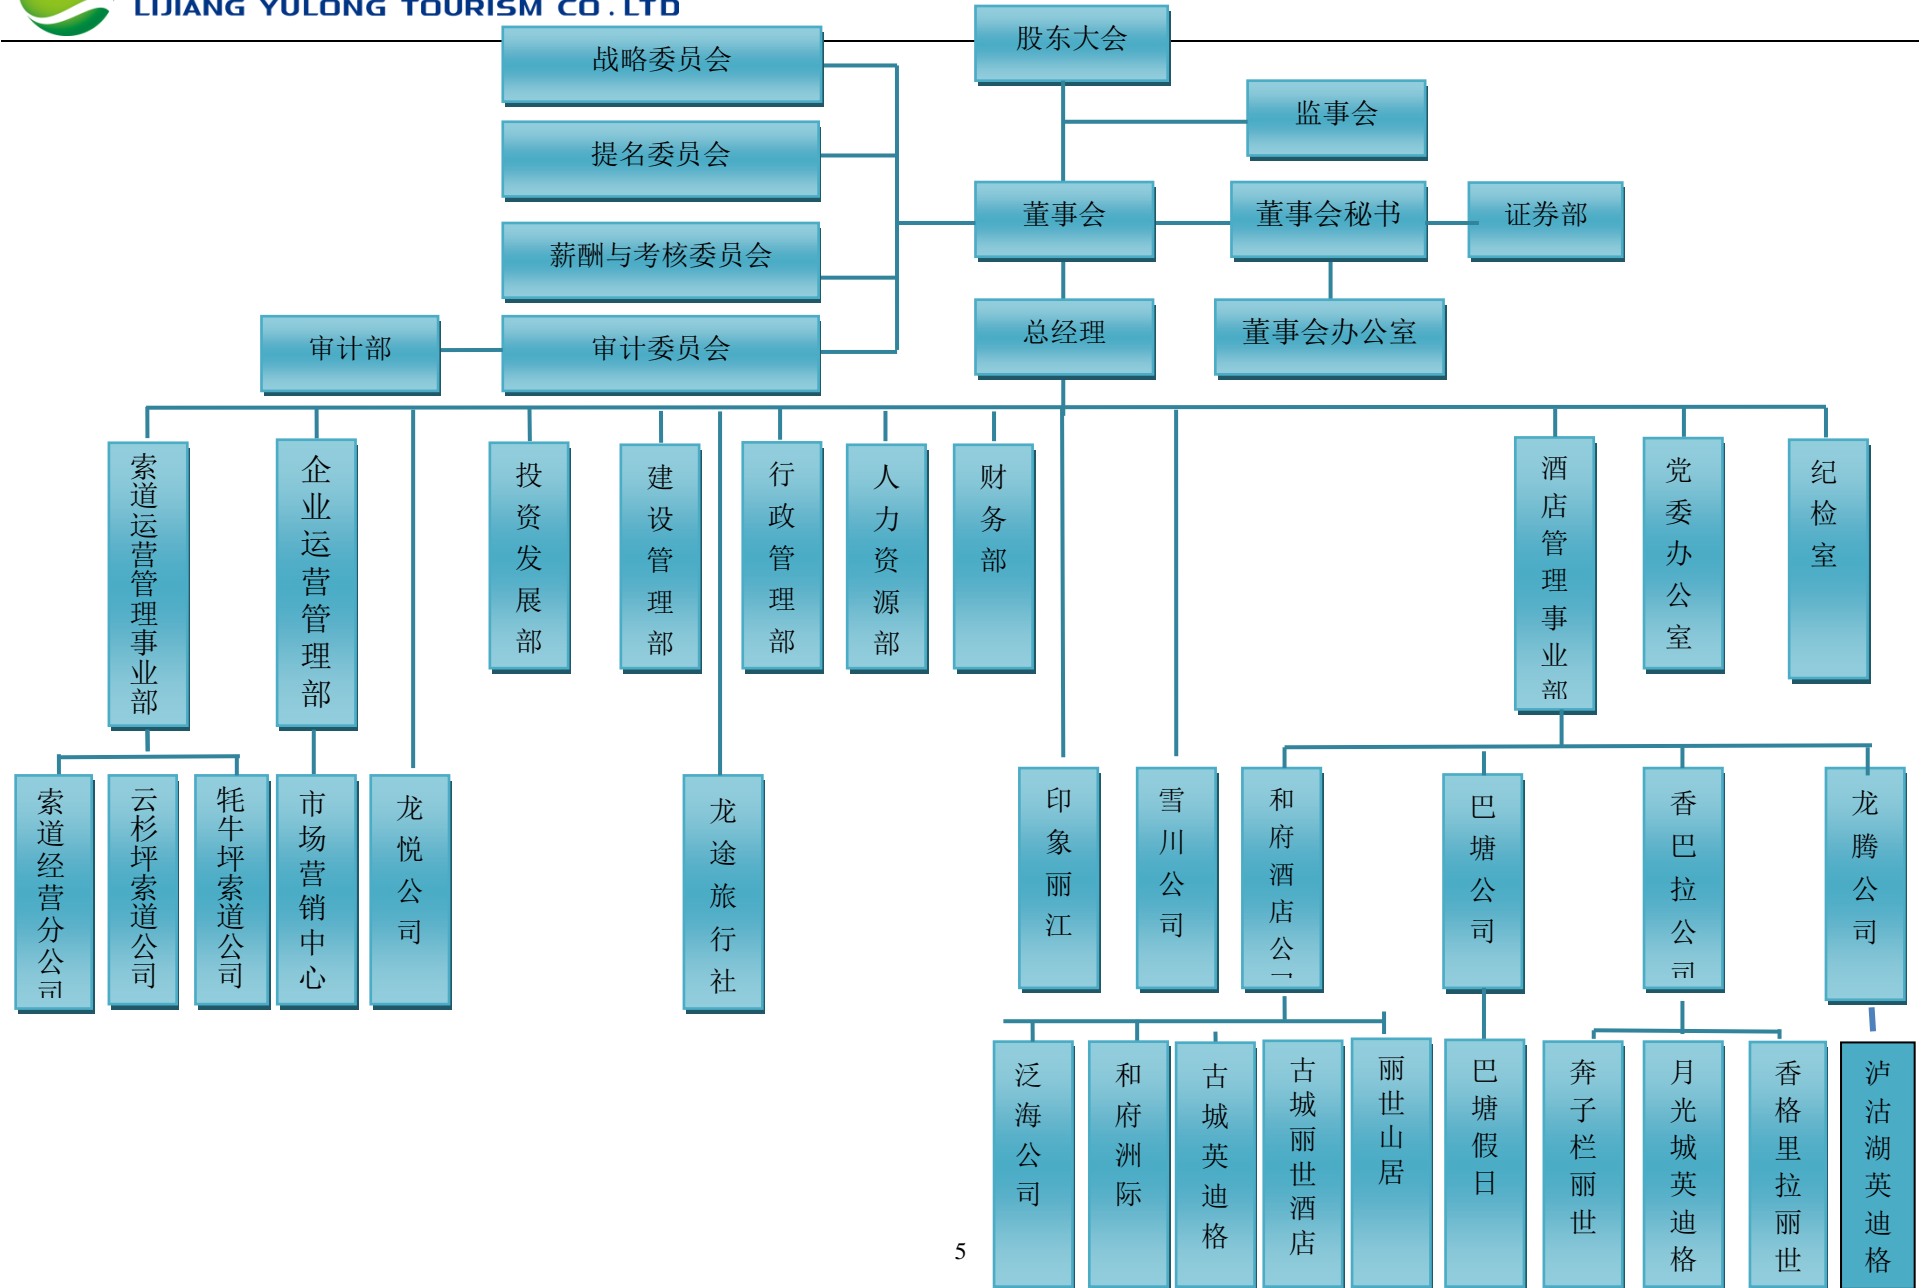 LIJIANG YULONG TOURISM CO.LTD
股东大会
战略委员会
监事会
提名委员会
董事会
董事会秘书
证券部
薪酬与考核委员会
总经理
董事会办公室
审计部
审计委员会
索道运营管理事业部
企业运营管理部
投资发展部
建设管理部
行政管理部
人力资源部
财务部
酒店管理事业部
党委办公室
纪检室
索道经营分公司
云杉坪索道公司
牦牛坪索道公司
市场营销中心
龙悦公司
龙途旅行社
印象丽江
雪川公司
和府酒店公司
巴塘公司
香巴拉公司
龙腾公司
泛海公司
和府洲际
古城英迪格
古城丽世酒店
丽世山居
巴塘假日
奔子栏丽世
月光城英迪格
香格里拉丽世
泸沽湖英迪格
5